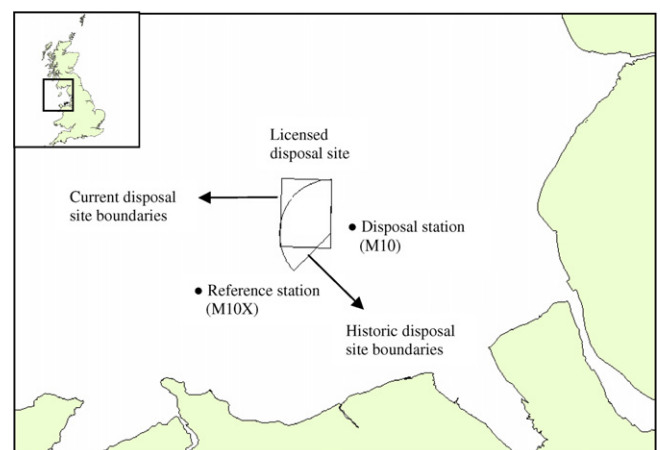 Licensed
disposal site
Current disposal
site boundaries
● Disposal station
(M10)
● Reference station
(M10X)
Historic disposal
site boundaries